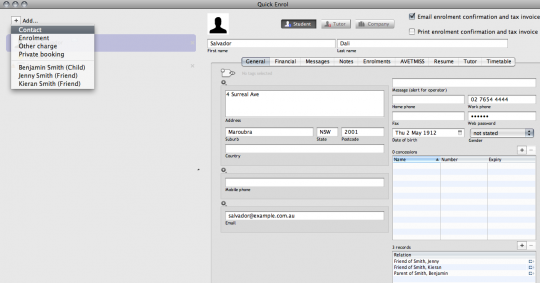 Quick Enrol
+ Add...
Contact
Enrolment
Other charge
Private booking
Benjamin Smith (Child)
Jenny Smith (Friend)
Kieran Smith (Friend)
Student Tutor Company
Email enrolment confirmation and tax invoice
Print enrolment confirmation and tax invoice
Salvador Dali
First name Last name
General Financial Messages Notes Enrolments AVETMISS Resume Tutor Timetable
Message (alert for operator)
4 Surreal Ave
Address
02 7654 4444
Home phone Work phone
••••••
Fax Web password
Maroubra NSW 2001
Suburb State Postcode
Thu 2 May 1912 not stated
Date of birth Gender
Country
0 concessions + -
Name Number Expiry
Mobile phone
salvador@example.com.au
Email
3 records + -
Relation
Friend of Smith, Jenny
Friend of Smith, Kieran
Parent of Smith, Benjamin